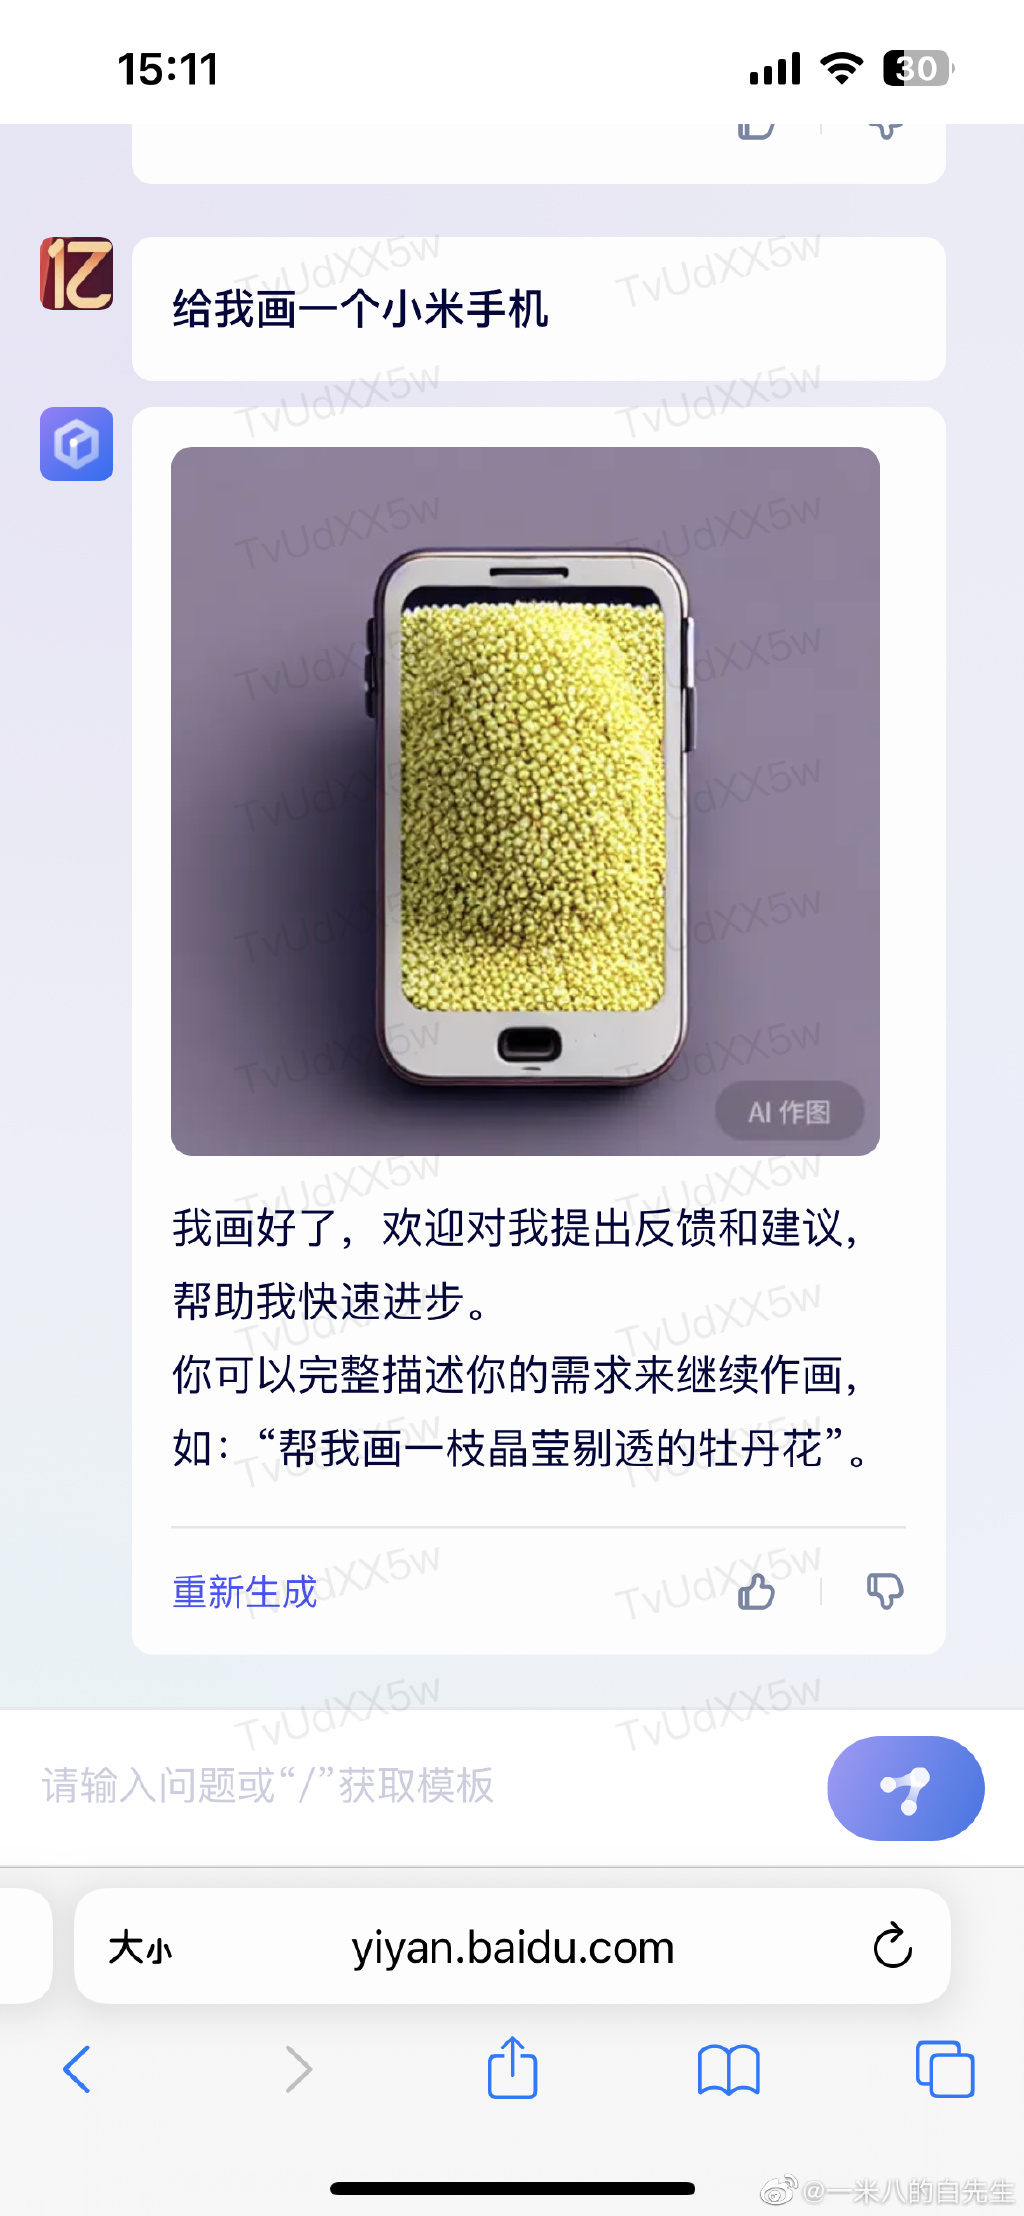 15:11
30
亿
给我画一个小米手机
AI 作图
我画好了，欢迎对我提出反馈和建议，
帮助我快速进步。
你可以完整描述你的需求来继续作画，
如：“帮我画一枝晶莹剔透的牡丹花”。
重新生成
TvUdXX5w
请输入问题或“/”获取模板
大小
yiyan.baidu.com
@一米八的白先生